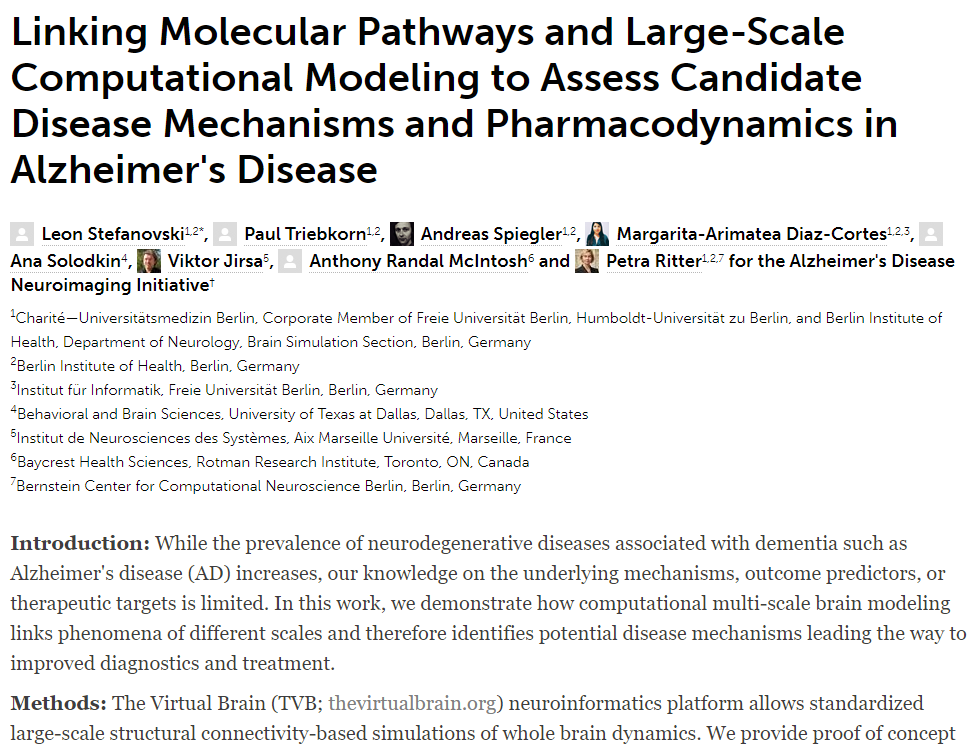 Linking Molecular Pathways and Large-Scale
Computational Modeling to Assess Candidate
Disease Mechanisms and Pharmacodynamics in
Alzheimer's Disease
Leon Stefanovski1,2*, Paul Triebkorn1,2, Andreas Spiegler1,2, Margarita-Arimatea Diaz-Cortes1,2,3,
Ana Solodkin4, Viktor Jirsa5, Anthony Randal McIntosh6 and Petra Ritter1,2,7 for the Alzheimer's Disease
Neuroimaging Initiative†
1Charité—Universitätsmedizin Berlin, Corporate Member of Freie Universität Berlin, Humboldt-Universität zu Berlin, and Berlin Institute of
Health, Department of Neurology, Brain Simulation Section, Berlin, Germany
2Berlin Institute of Health, Berlin, Germany
3Institut für Informatik, Freie Universität Berlin, Berlin, Germany
4Behavioral and Brain Sciences, University of Texas at Dallas, Dallas, TX, United States
5Institut de Neurosciences des Systèmes, Aix Marseille Université, Marseille, France
6Baycrest Health Sciences, Rotman Research Institute, Toronto, ON, Canada
7Bernstein Center for Computational Neuroscience Berlin, Berlin, Germany
Introduction: While the prevalence of neurodegenerative diseases associated with dementia such as
Alzheimer's disease (AD) increases, our knowledge on the underlying mechanisms, outcome predictors, or
therapeutic targets is limited. In this work, we demonstrate how computational multi-scale brain modeling
links phenomena of different scales and therefore identifies potential disease mechanisms leading the way to
improved diagnostics and treatment.
Methods: The Virtual Brain (TVB; thevirtualbrain.org) neuroinformatics platform allows standardized
large-scale structural connectivity-based simulations of whole brain dynamics. We provide proof of concept